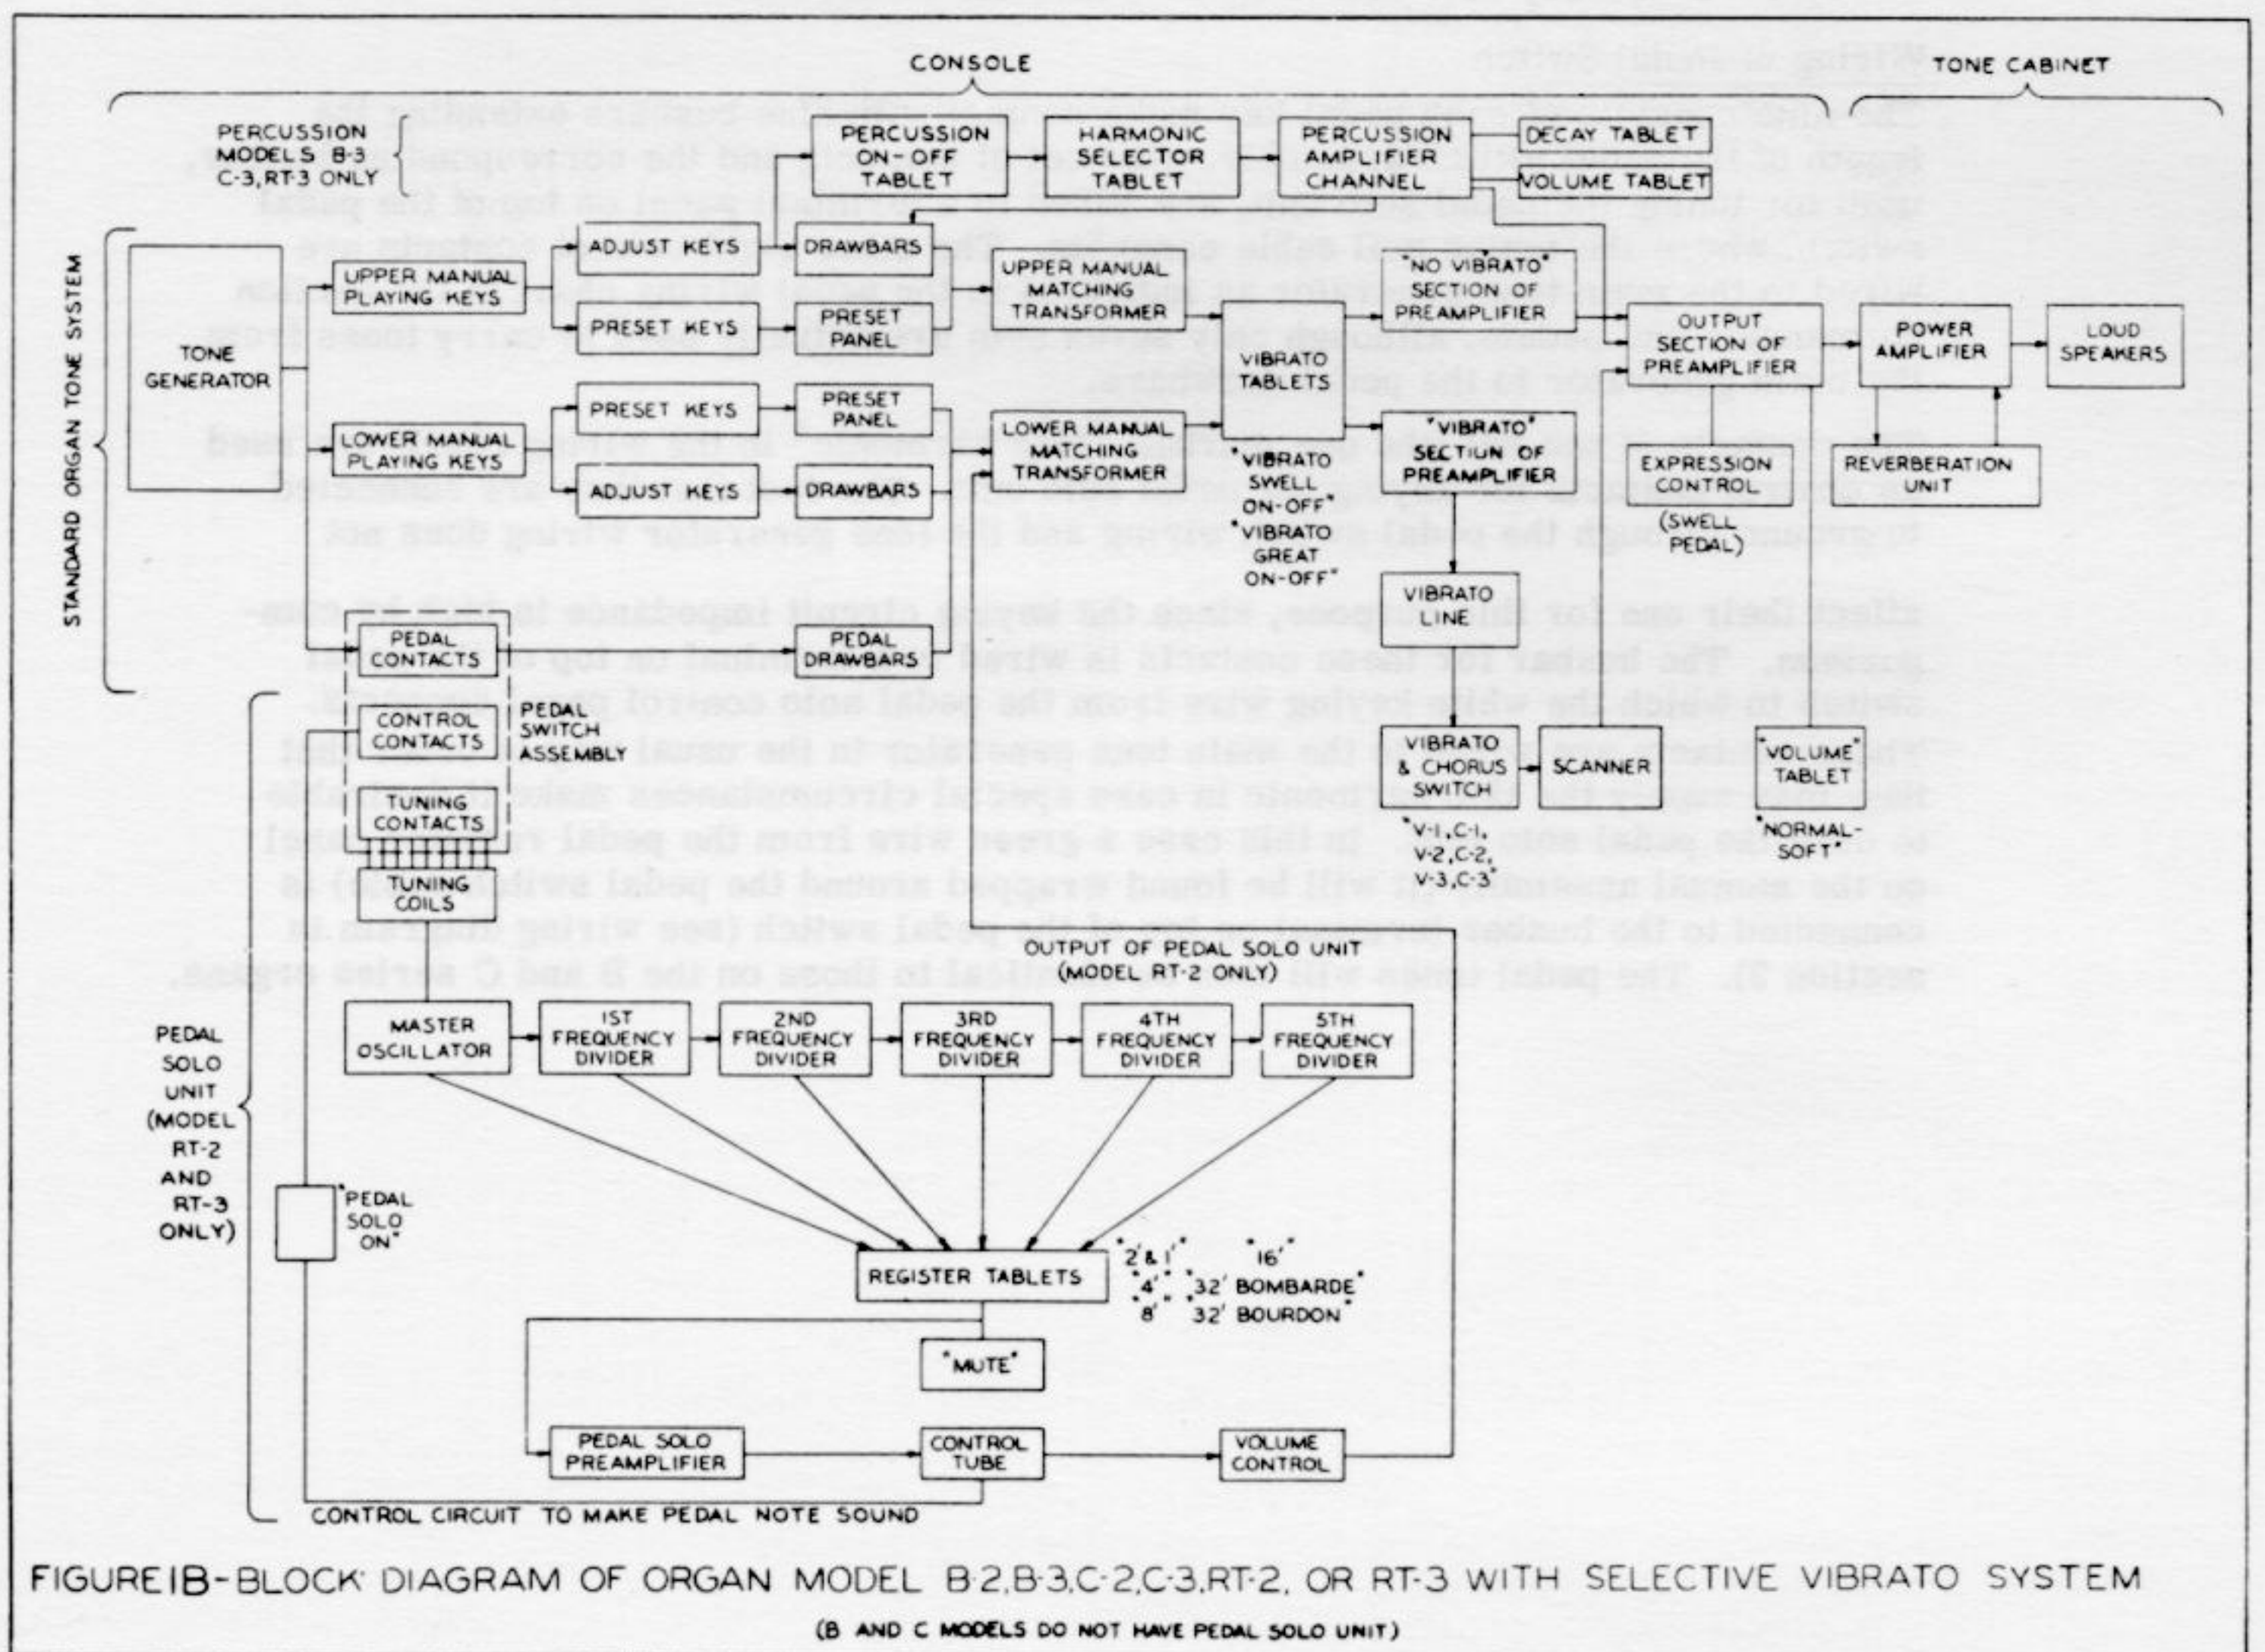 CONSOLE
TONE CABINET
PERCUSSION
MODELS B-3
C-3, RT-3 ONLY
PERCUSSION
ON-OFF
TABLET
HARMONIC
SELECTOR
TABLET
PERCUSSION
AMPLIFIER
CHANNEL
DECAY TABLET
VOLUME TABLET
STANDARD ORGAN TONE SYSTEM
TONE
GENERATOR
UPPER MANUAL
PLAYING KEYS
ADJUST KEYS
DRAWBARS
PRESET KEYS
PRESET
PANEL
UPPER MANUAL
MATCHING
TRANSFORMER
"NO VIBRATO"
SECTION OF
PREAMPLIFIER
VIBRATO
TABLETS
OUTPUT
SECTION OF
PREAMPLIFIER
POWER
AMPLIFIER
LOUD
SPEAKERS
LOWER MANUAL
PLAYING KEYS
PRESET KEYS
PRESET
PANEL
ADJUST KEYS
DRAWBARS
LOWER MANUAL
MATCHING
TRANSFORMER
"VIBRATO
SWELL
ON-OFF"
"VIBRATO
GREAT
ON-OFF"
"VIBRATO"
SECTION OF
PREAMPLIFIER
EXPRESSION
CONTROL
(SWELL
PEDAL)
REVERBERATION
UNIT
VIBRATO
LINE
PEDAL
CONTACTS
PEDAL
DRAWBARS
CONTROL
CONTACTS
PEDAL
SWITCH
ASSEMBLY
TUNING
CONTACTS
TUNING
COILS
VIBRATO
& CHORUS
SWITCH
SCANNER
"VOLUME"
TABLET
"V-1, C-1,
V-2, C-2,
V-3, C-3"
"NORMAL-
SOFT"
OUTPUT OF PEDAL SOLO UNIT
(MODEL RT-2 ONLY)
PEDAL
SOLO
UNIT
(MODEL
RT-2
AND
RT-3
ONLY)
MASTER
OSCILLATOR
1ST
FREQUENCY
DIVIDER
2ND
FREQUENCY
DIVIDER
3RD
FREQUENCY
DIVIDER
4TH
FREQUENCY
DIVIDER
5TH
FREQUENCY
DIVIDER
"PEDAL
SOLO
ON"
REGISTER TABLETS
"2' & 1'" "16'"
"4'" "32' BOMBARDE"
"8'" "32' BOURDON"
"MUTE"
PEDAL SOLO
PREAMPLIFIER
CONTROL
TUBE
VOLUME
CONTROL
CONTROL CIRCUIT TO MAKE PEDAL NOTE SOUND
FIGURE 1B-BLOCK DIAGRAM OF ORGAN MODEL B-2, B-3, C-2, C-3, RT-2, OR RT-3 WITH SELECTIVE VIBRATO SYSTEM
(B AND C MODELS DO NOT HAVE PEDAL SOLO UNIT)